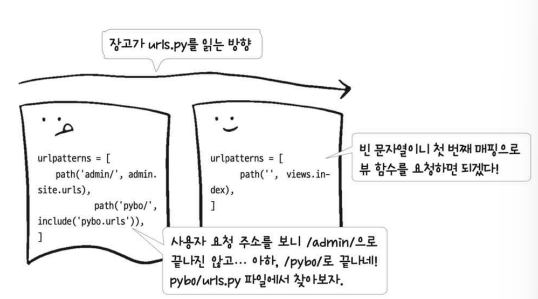 장고가 urls.py를 읽는 방향
urlpatterns = [
path('admin/', admin.
site.urls),
path('pybo/',
include('pybo.urls')),
]
사용자 요청 주소를 보니 /admin/으로
끝나진 않고... 아하, /pybo/로 끝나네!
pybo/urls.py 파일에서 찾아보자.
urlpatterns = [
path('', views.in-
dex),
]
빈 문자열이니 첫 번째 매핑으로
뷰 함수를 요청하면 되겠다!